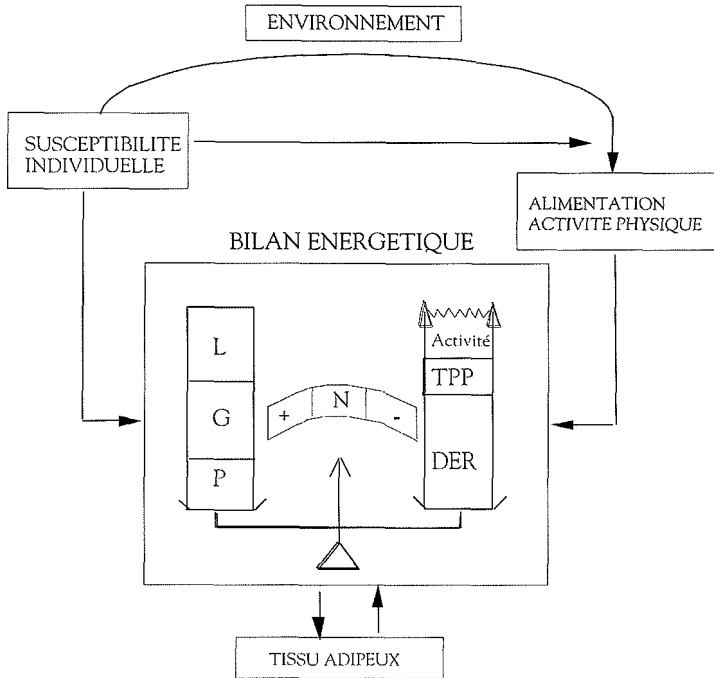 ENVIRONNEMENT
SUSCEPTIBILITE
INDIVIDUELLE
ALIMENTATION
ACTIVITE PHYSIQUE
BILAN ENERGETIQUE
L
G
P
+
N
-
Activité
TPP
DER
TISSU ADIPEUX